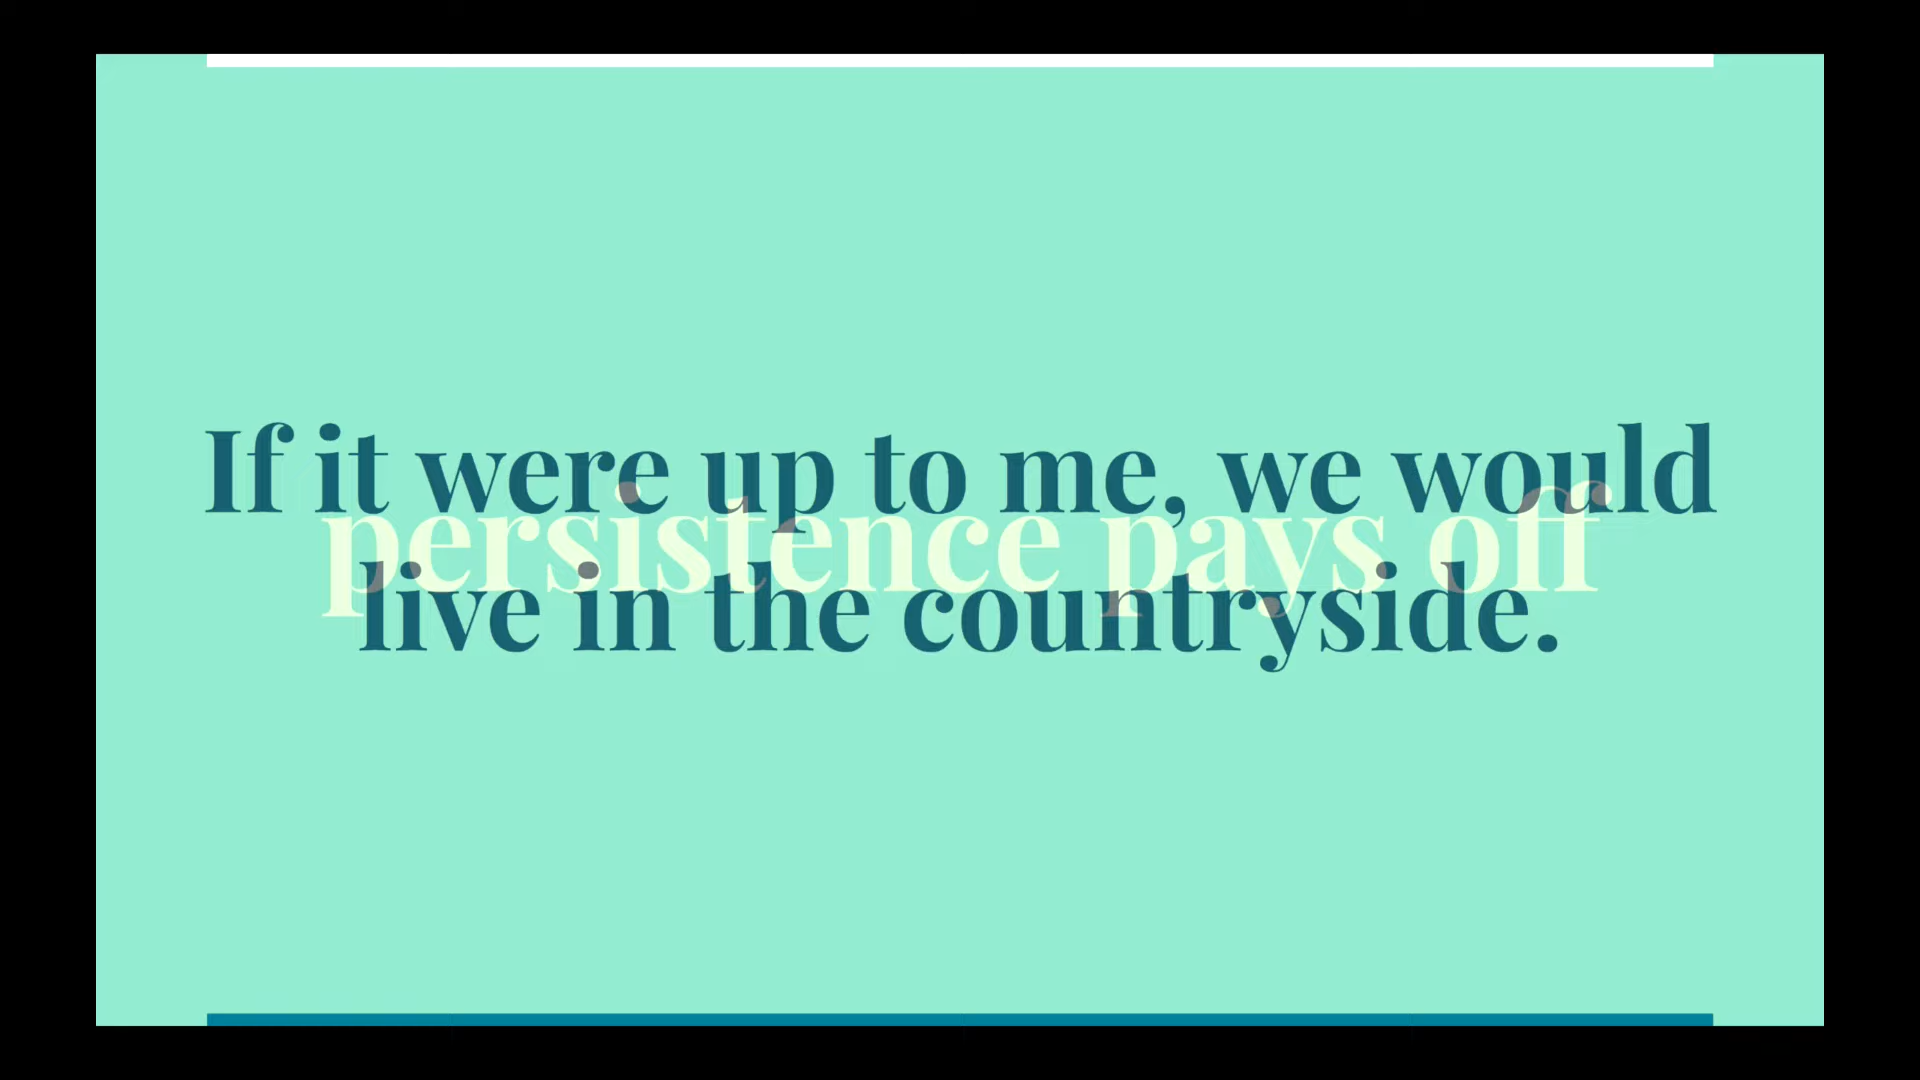 If it were up to me, we would
persistence pays off
live in the countryside.